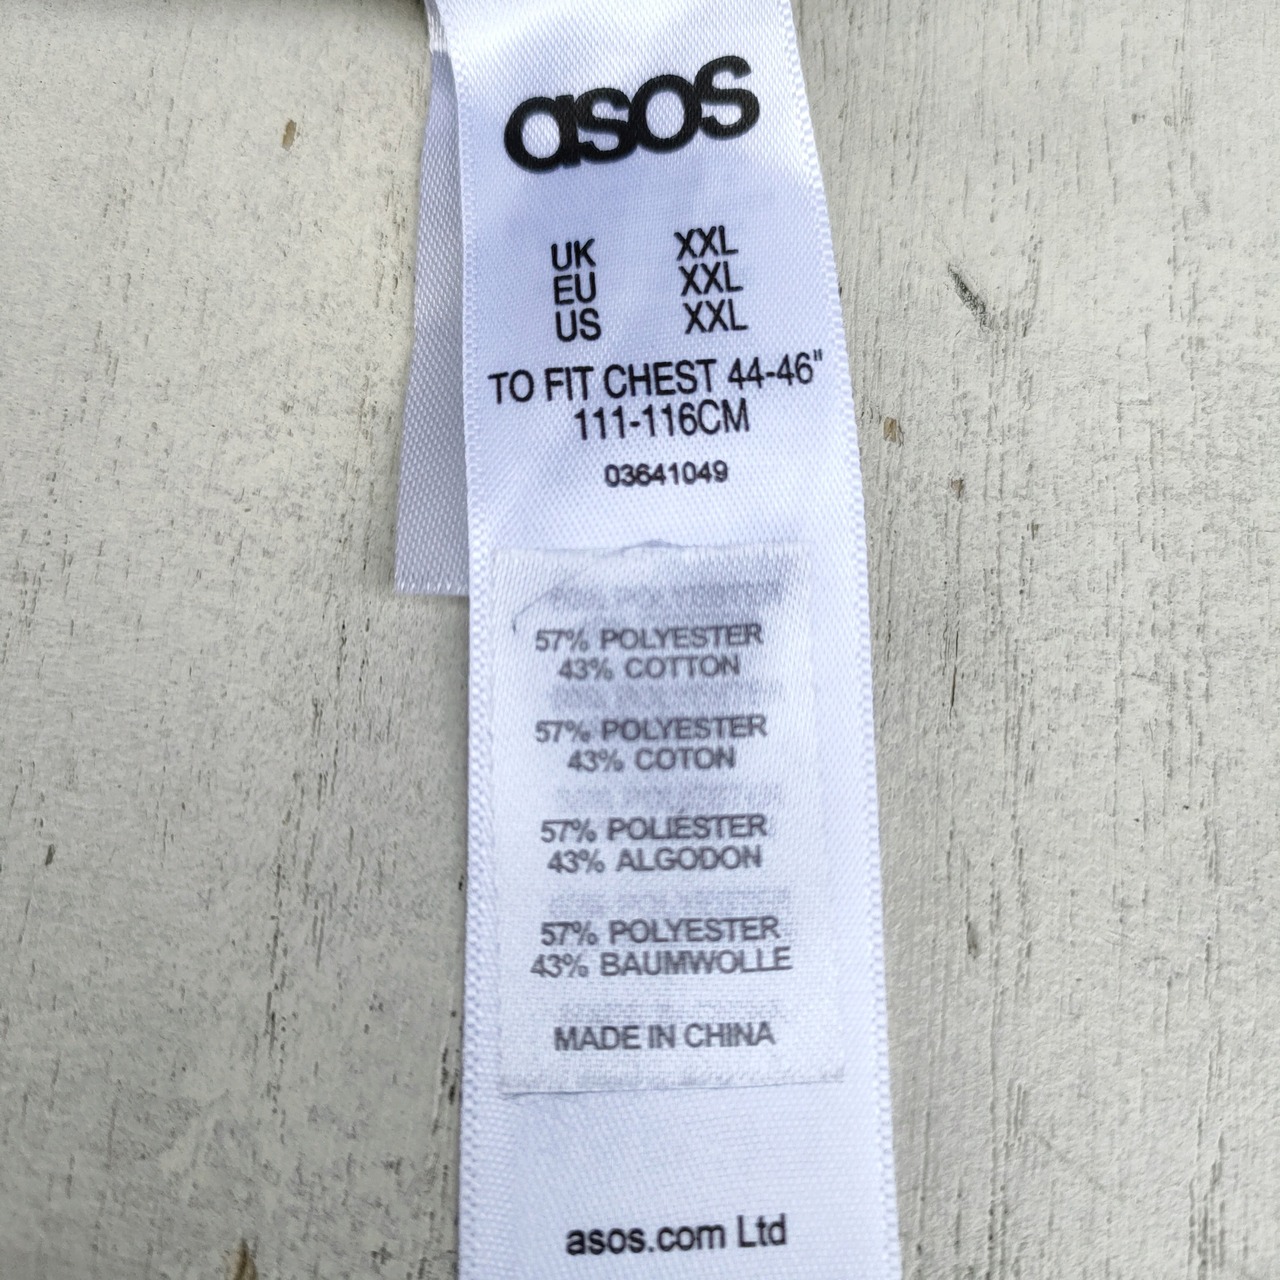 asos
UK XXL
EU XXL
US XXL
TO FIT CHEST 44-46"
111-116CM
03641049
57% POLYESTER
43% COTTON
57% POLYESTER
43% COTON
57% POLIÉSTER
43% ALGODON
57% POLYESTER
43% BAUMWOLLE
MADE IN CHINA
asos.com Ltd